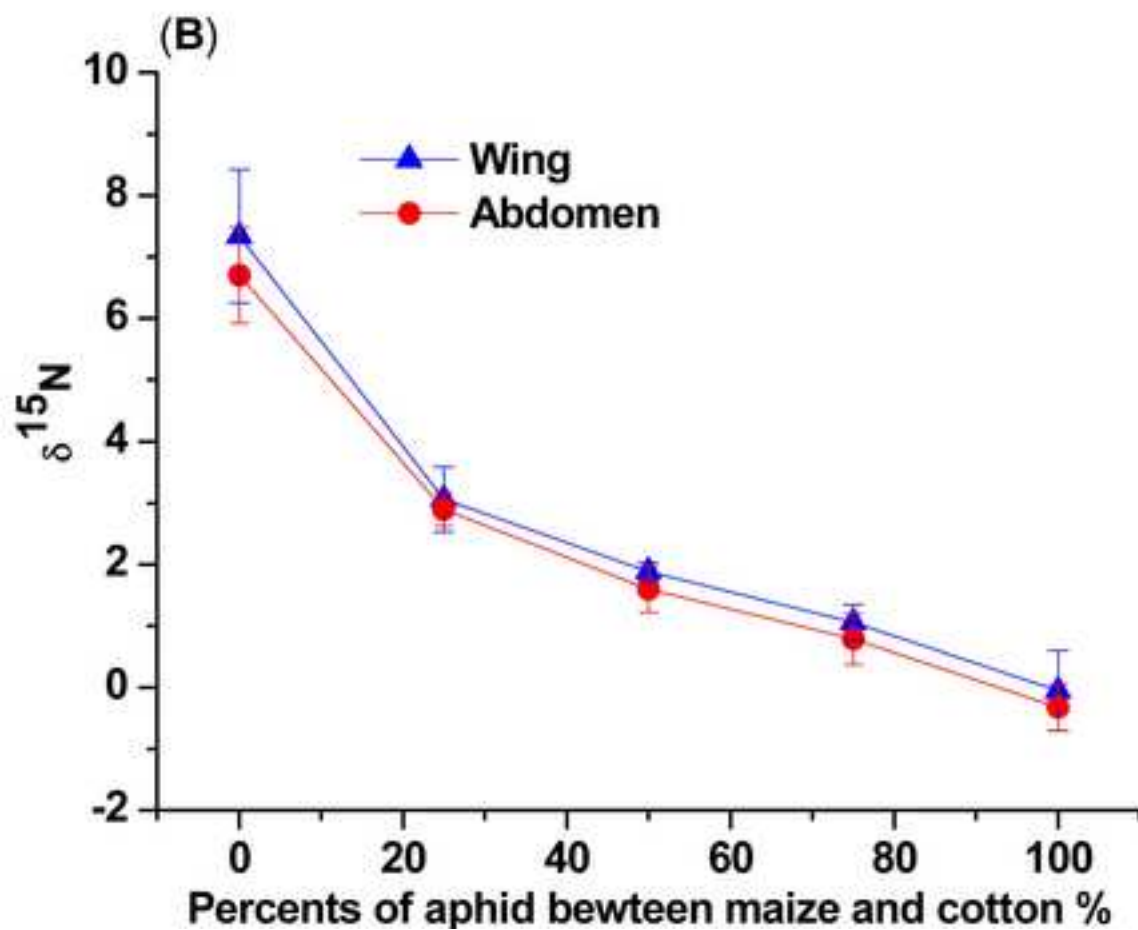 (B)
10
8
6
4
2
0
-2
δ 15N
Wing
Abdomen
0 20 40 60 80 100
Percents of aphid bewteen maize and cotton %